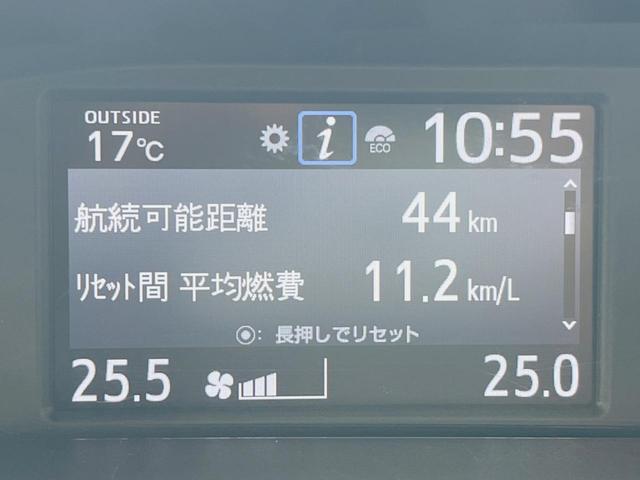 OUTSIDE
17℃ i ECO 10:55
航続可能距離 44 km
リセット間 平均燃費 11.2 km/L
◉: 長押しでリセット
25.5 25.0